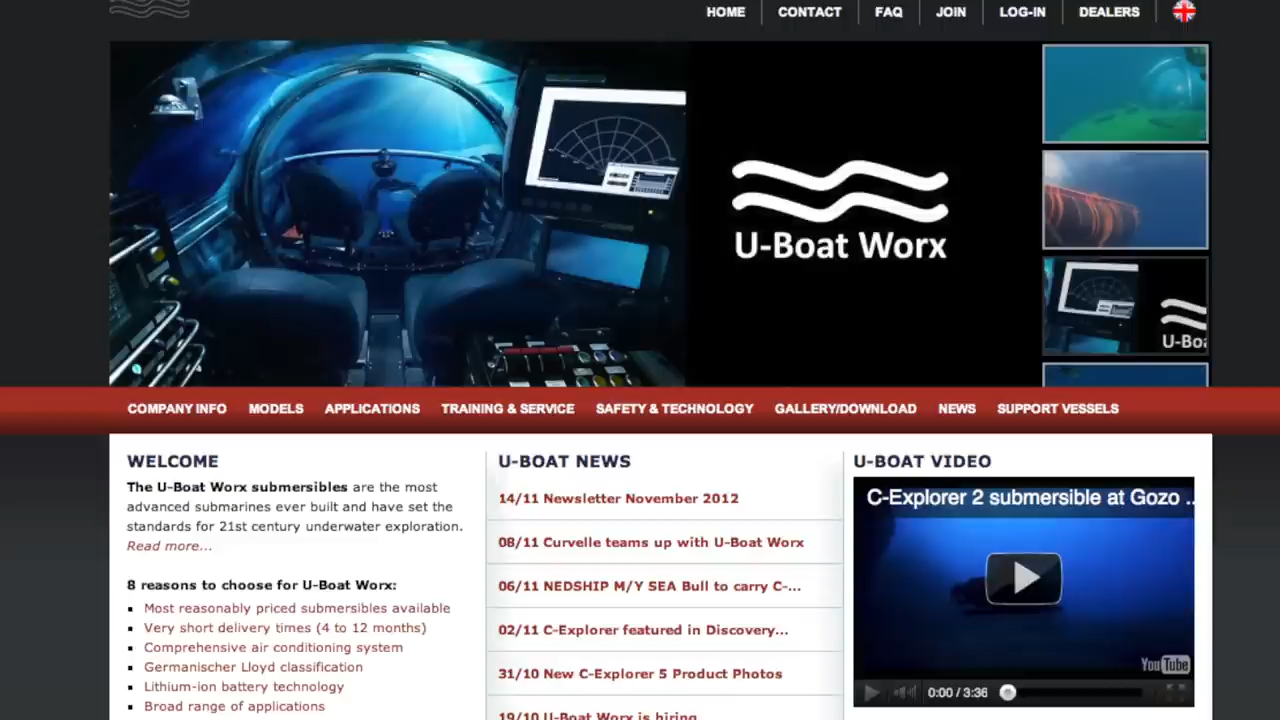 HOME
CONTACT
FAQ
JOIN
LOG-IN
DEALERS
U-Boat Worx
U-Boa
COMPANY INFO
MODELS
APPLICATIONS
TRAINING & SERVICE
SAFETY & TECHNOLOGY
GALLERY/DOWNLOAD
NEWS
SUPPORT VESSELS
WELCOME
The U-Boat Worx submersibles are the most
advanced submarines ever built and have set the
standards for 21st century underwater exploration.
Read more...
8 reasons to choose for U-Boat Worx:
Most reasonably priced submersibles available
Very short delivery times (4 to 12 months)
Comprehensive air conditioning system
Germanischer Lloyd classification
Lithium-ion battery technology
Broad range of applications
U-BOAT NEWS
14/11 Newsletter November 2012
08/11 Curvelle teams up with U-Boat Worx
06/11 NEDSHIP M/Y SEA Bull to carry C-...
02/11 C-Explorer featured in Discovery...
31/10 New C-Explorer 5 Product Photos
19/10 U-Boat Worx is hiring
U-BOAT VIDEO
C-Explorer 2 submersible at Gozo ...
YouTube
0:00 / 3:36